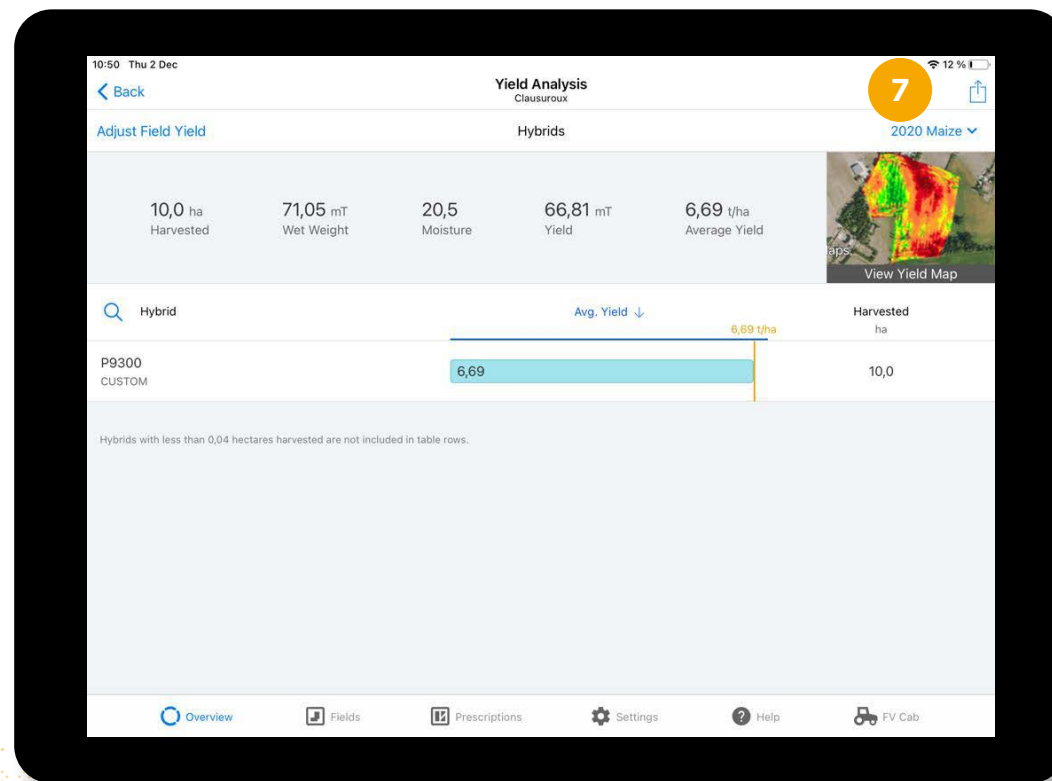 10:50 Thu 2 Dec
12 %
Back
Yield Analysis
Clausuroux
7
Adjust Field Yield
Hybrids
2020 Maize
10,0 ha
Harvested
71,05 mT
Wet Weight
20,5
Moisture
66,81 mT
Yield
6,69 t/ha
Average Yield
aps.
View Yield Map
Hybrid
Avg. Yield ↓
6,69 t/ha
Harvested
ha
P9300
CUSTOM
6,69
10,0
Hybrids with less than 0,04 hectares harvested are not included in table rows.
Overview
Fields
Prescriptions
Settings
Help
FV Cab